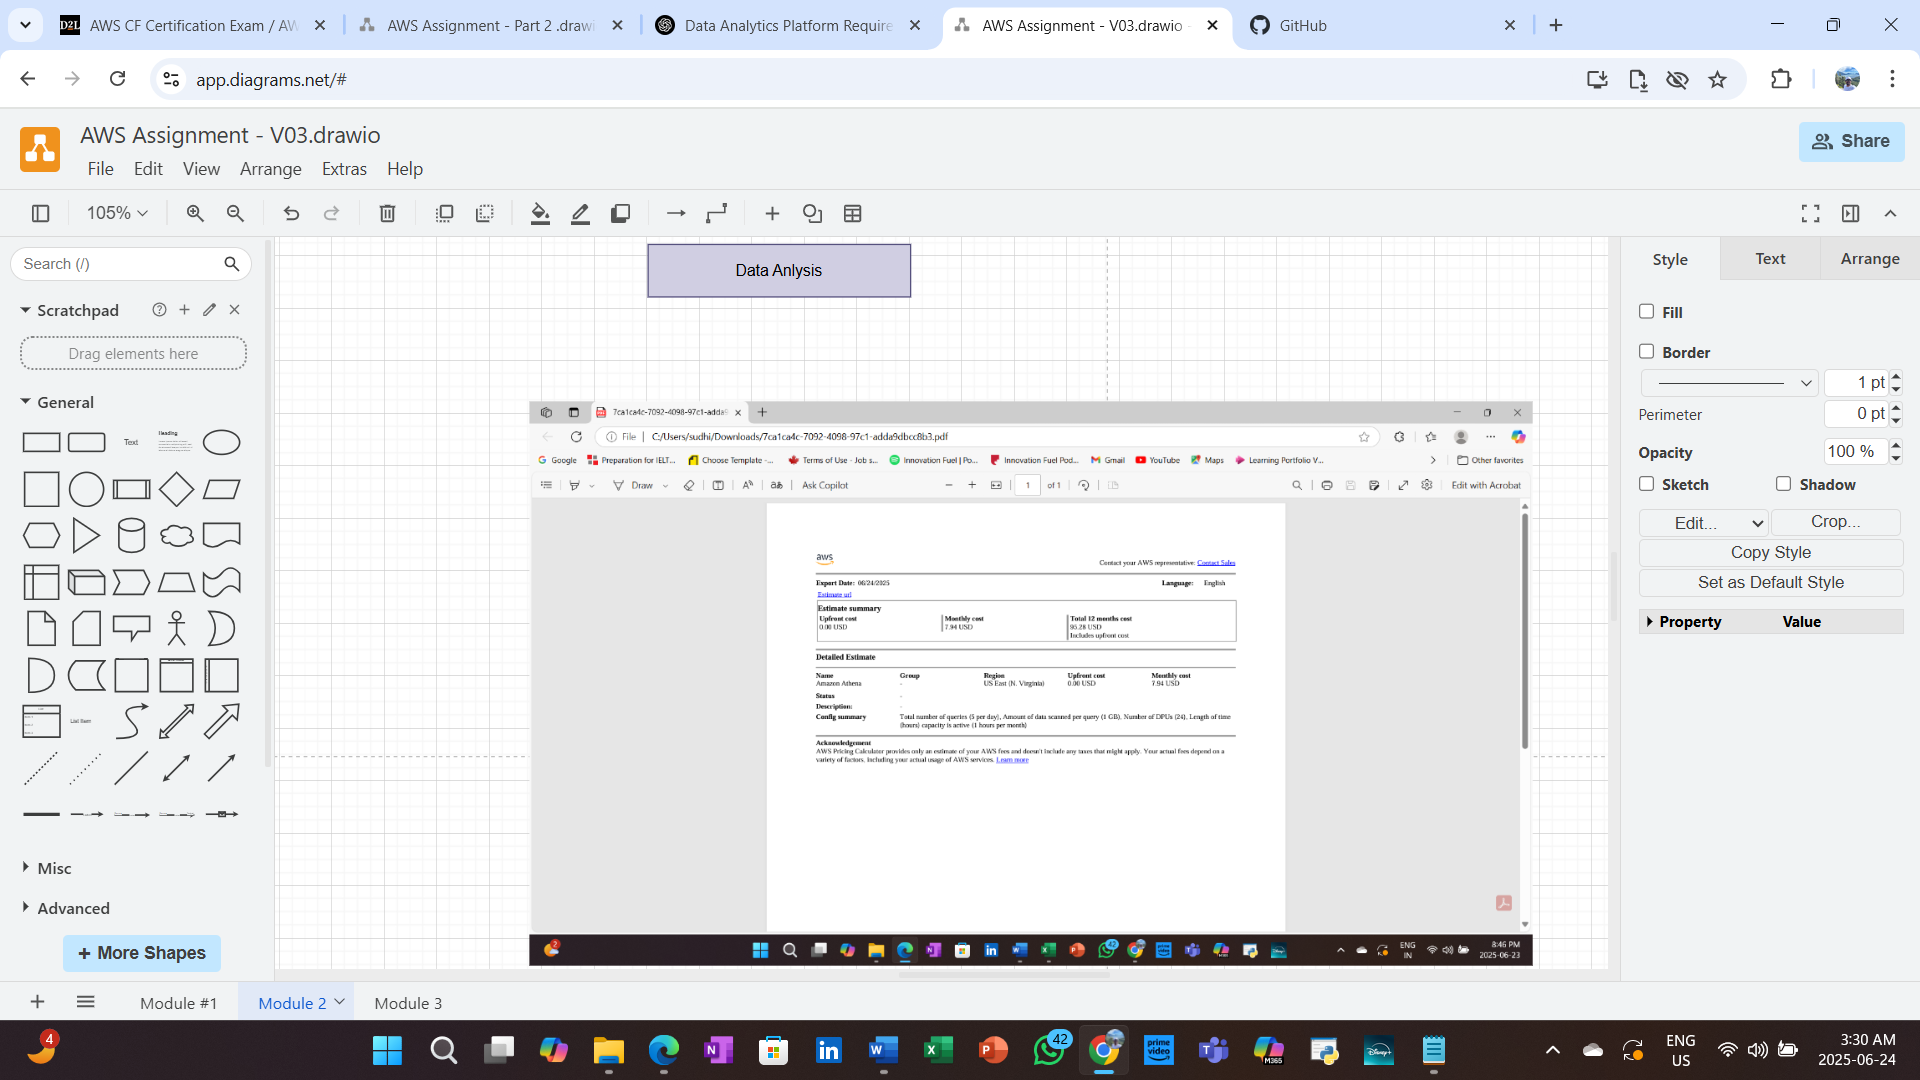 AWS CF Certification Exam / AW
AWS Assignment - Part 2 .drawi
Data Analytics Platform Require
AWS Assignment - V03.drawio -
GitHub
app.diagrams.net/#
AWS Assignment - V03.drawio
Share
File Edit View Arrange Extras Help
105%
Search (/)
Scratchpad
Drag elements here
General
Text
Heading
List Item
Misc
Advanced
+ More Shapes
Data Anlysis
7ca1ca4c-7092-4098-97c1-adda9
File C:/Users/sudhi/Downloads/7ca1ca4c-7092-4098-97c1-adda9dbcc8b3.pdf
Google Preparation for IELT... Choose Template -... Terms of Use - Job s... Innovation Fuel | Po... Innovation Fuel Pod... Gmail YouTube Maps Learning Portfolio V... Other favorites
Draw Ask Copilot 1 of 1 Edit with Acrobat
aws
Contact your AWS representative: Contact Sales
Export Date: 06/24/2025 Language: English
Estimate url
Estimate summary
Upfront cost Monthly cost Total 12 months cost
0.00 USD 7.94 USD 95.28 USD
Includes upfront cost
Detailed Estimate
Name Group Region Upfront cost Monthly cost
Amazon Athena - US East (N. Virginia) 0.00 USD 7.94 USD
Status -
Description: -
Config summary Total number of queries (5 per day), Amount of data scanned per query (1 GB), Number of DPUs (24), Length of time
(hours) capacity is active (1 hours per month)
Acknowledgement
AWS Pricing Calculator provides only an estimate of your AWS fees and doesn't include any taxes that might apply. Your actual fees depend on a
variety of factors, including your actual usage of AWS services. Learn more
2
42
ENG
IN
8:46 PM
2025-06-23
Style Text Arrange
Fill
Border
1 pt
Perimeter 0 pt
Opacity 100 %
Sketch Shadow
Edit... Crop...
Copy Style
Set as Default Style
Property Value
Module #1 Module 2 Module 3
4
42
prime video
M365
Disney+
ENG
US
3:30 AM
2025-06-24